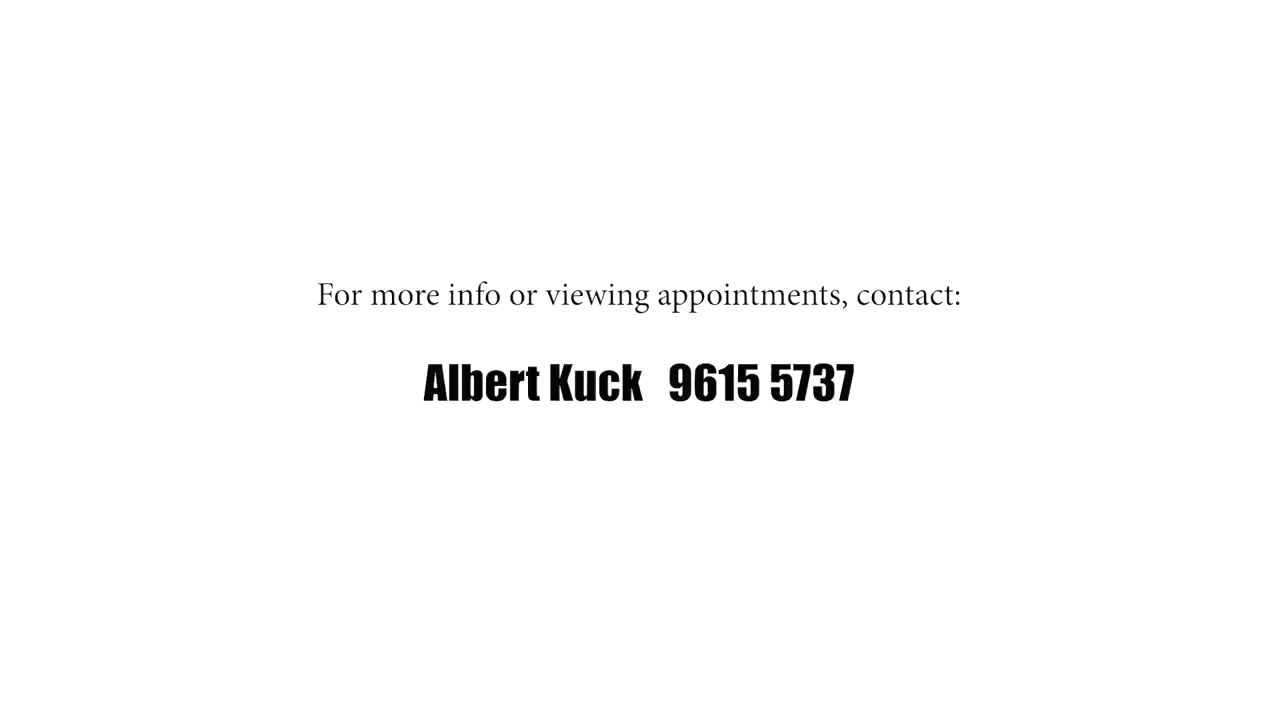 For more info or viewing appointments, contact:
Albert Kuck 9615 5737